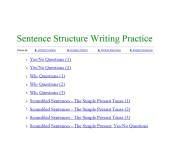 Sentence Structure Writing Practice
Yes/No Questions (1)
Yes/No Questions (2)
Wh- Questions (1)
Wh- Questions (2)
Wh- Questions (3)
Scrambled Sentences - The Simple Present Tense (1)
Scrambled Sentences - The Simple Present Tense (2)
Scrambled Sentences - The Simple Present Tense (3)
Scrambled Sentences - The Simple Present: Yes/No Questions